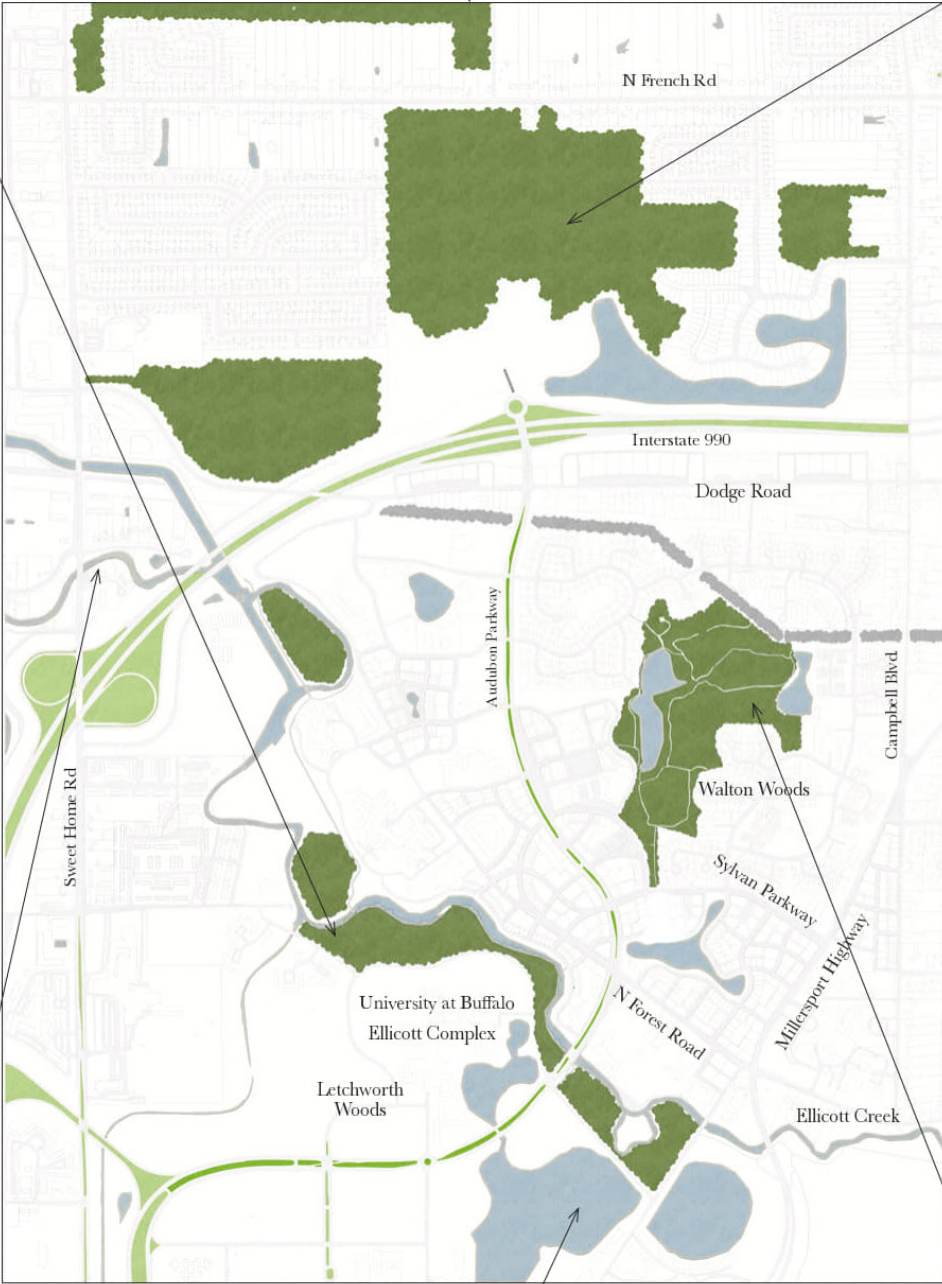 N French Rd
Interstate 990
Dodge Road
Audubon Parkway
Campbell Blvd
Walton Woods
Sweet Home Rd
Sylvan Parkway
Millersport Highway
University at Buffalo
Ellicott Complex
N Forest Road
Letchworth
Woods
Ellicott Creek